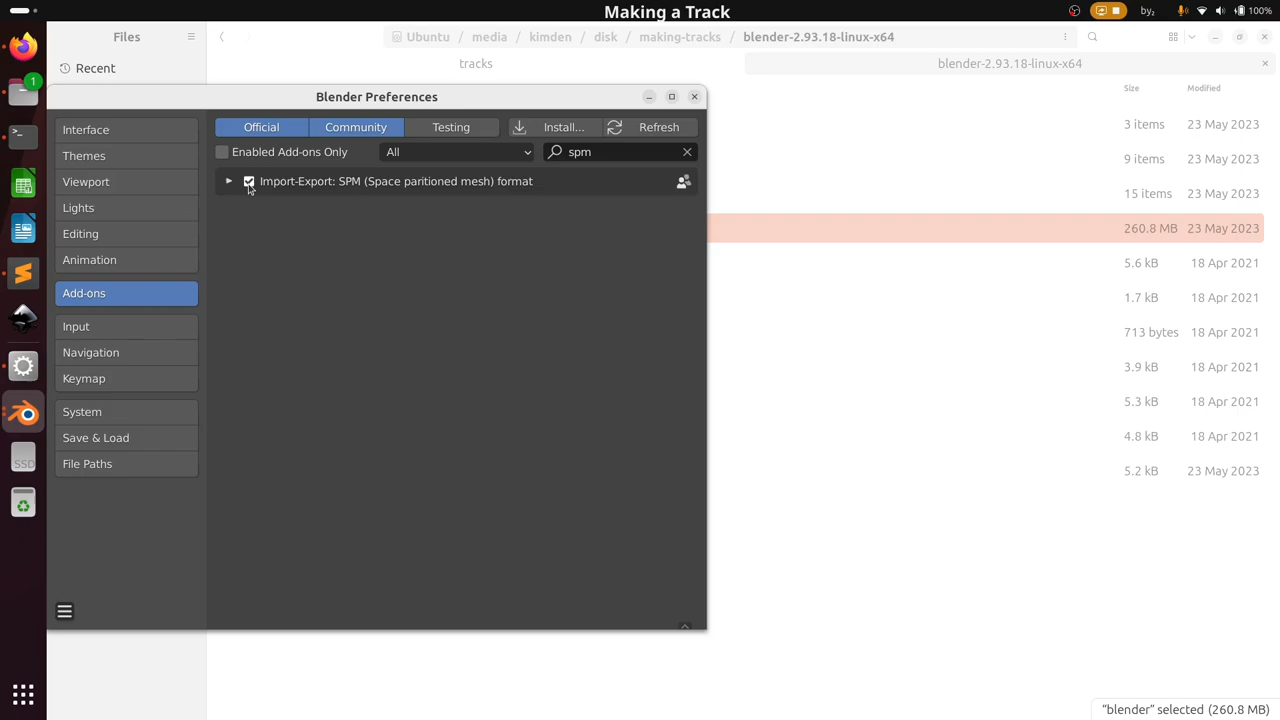 Making a Track
by₂
100%
Files
Ubuntu / media / kimden / disk / making-tracks / blender-2.93.18-linux-x64
Recent
tracks
blender-2.93.18-linux-x64
1
Size
Modified
Blender Preferences
Interface
Themes
Viewport
Lights
Editing
Animation
Add-ons
Input
Navigation
Keymap
System
Save & Load
File Paths
Official
Community
Testing
Install...
Refresh
Enabled Add-ons Only
All
spm
Import-Export: SPM (Space paritioned mesh) format
3 items 23 May 2023
9 items 23 May 2023
15 items 23 May 2023
260.8 MB 23 May 2023
5.6 kB 18 Apr 2021
1.7 kB 18 Apr 2021
713 bytes 18 Apr 2021
3.9 kB 18 Apr 2021
5.3 kB 18 Apr 2021
4.8 kB 18 Apr 2021
5.2 kB 23 May 2023
SSD
"blender" selected (260.8 MB)